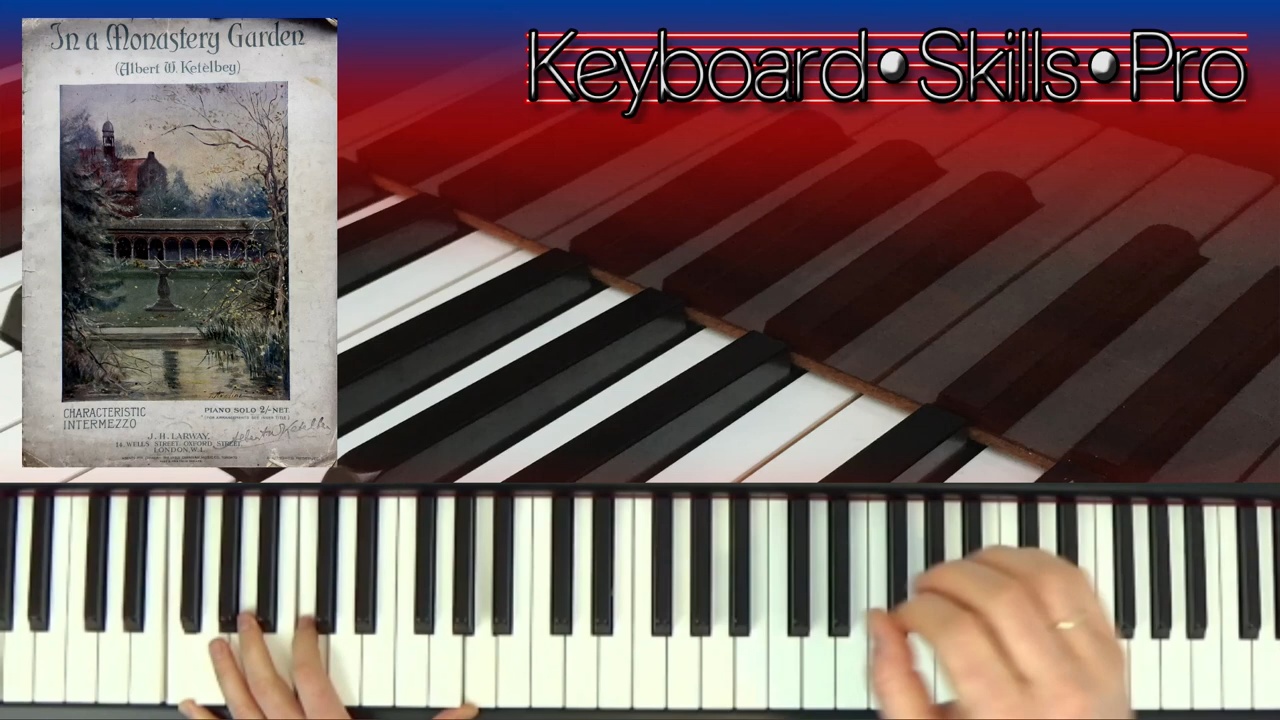 In a Monastery Garden
(Albert W. Ketelbey)
Keyboard•Skills•Pro
CHARACTERISTIC
INTERMEZZO
PIANO SOLO 2/- NET.
J. H. LARWAY,
14, WELLS STREET, OXFORD STREET,
LONDON, W.1.